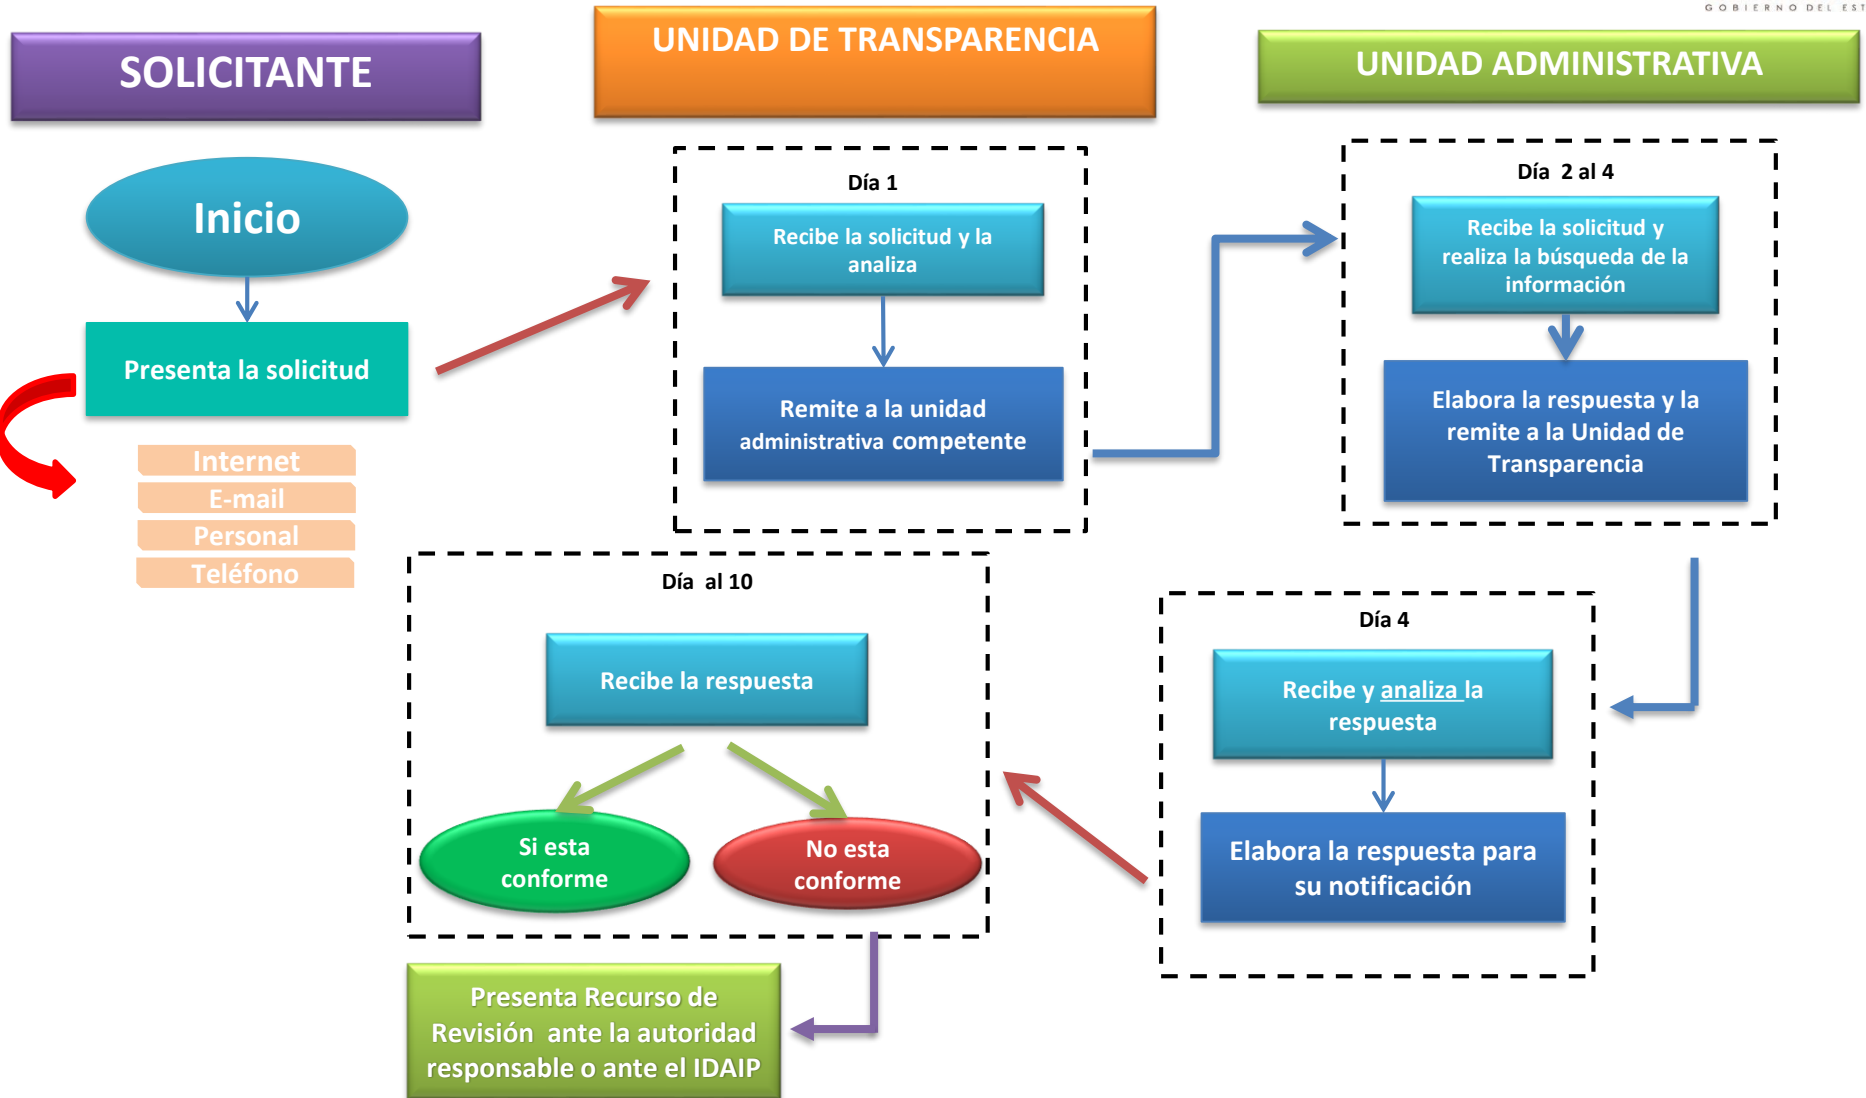 GOBIERNO DEL EST
SOLICITANTE
UNIDAD DE TRANSPARENCIA
UNIDAD ADMINISTRATIVA
Inicio
Presenta la solicitud
Internet
E-mail
Personal
Teléfono
Día 1
Recibe la solicitud y la
analiza
Remite a la unidad
administrativa competente
Día 2 al 4
Recibe la solicitud y
realiza la búsqueda de la
información
Elabora la respuesta y la
remite a la Unidad de
Transparencia
Día 4
Recibe y analiza la
respuesta
Elabora la respuesta para
su notificación
Día al 10
Recibe la respuesta
Si esta
conforme
No esta
conforme
Presenta Recurso de
Revisión ante la autoridad
responsable o ante el IDAIP